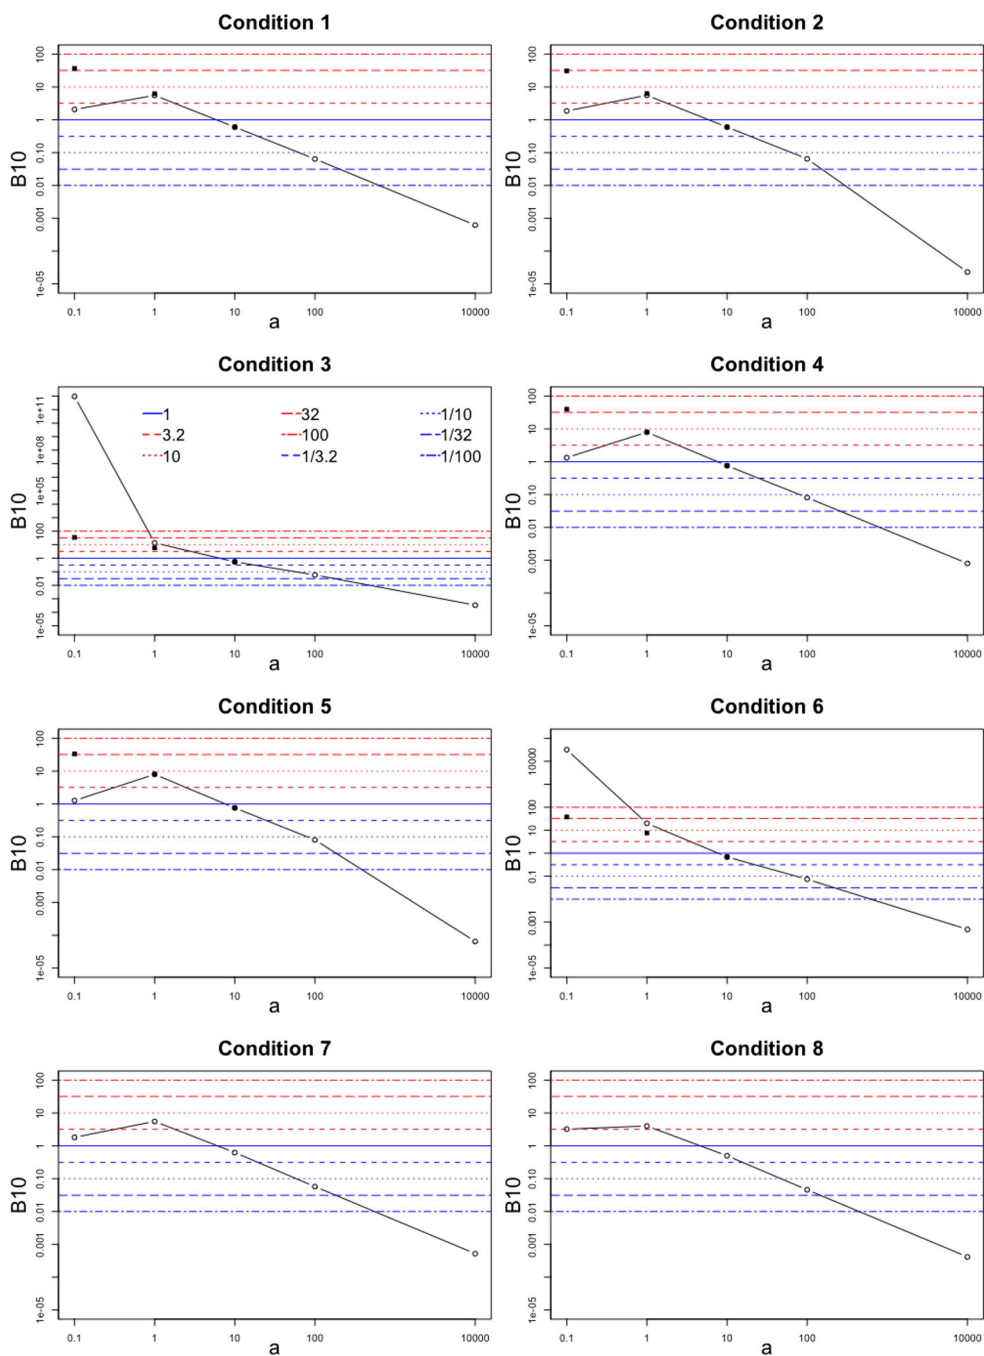 Condition 1
100
10
1
0.10
0.01
0.001
1e-05
B10
0.1 1 10 100 10000
a
Condition 2
100
10
1
0.10
0.01
0.001
1e-05
B10
0.1 1 10 100 10000
a
Condition 3
1e+11
1e+08
1e+05
100
1
0.01
1e-05
B10
1 32 1/10
3.2 100 1/32
10 1/3.2 1/100
0.1 1 10 100 10000
a
Condition 4
100
10
1
0.10
0.01
0.001
1e-05
B10
0.1 1 10 100 10000
a
Condition 5
100
10
1
0.10
0.01
0.001
1e-05
B10
0.1 1 10 100 10000
a
Condition 6
10000
100
10
1
0.1
0.001
1e-05
B10
0.1 1 10 100 10000
a
Condition 7
100
10
1
0.10
0.01
0.001
1e-05
B10
0.1 1 10 100 10000
a
Condition 8
100
10
1
0.10
0.01
0.001
1e-05
B10
0.1 1 10 100 10000
a